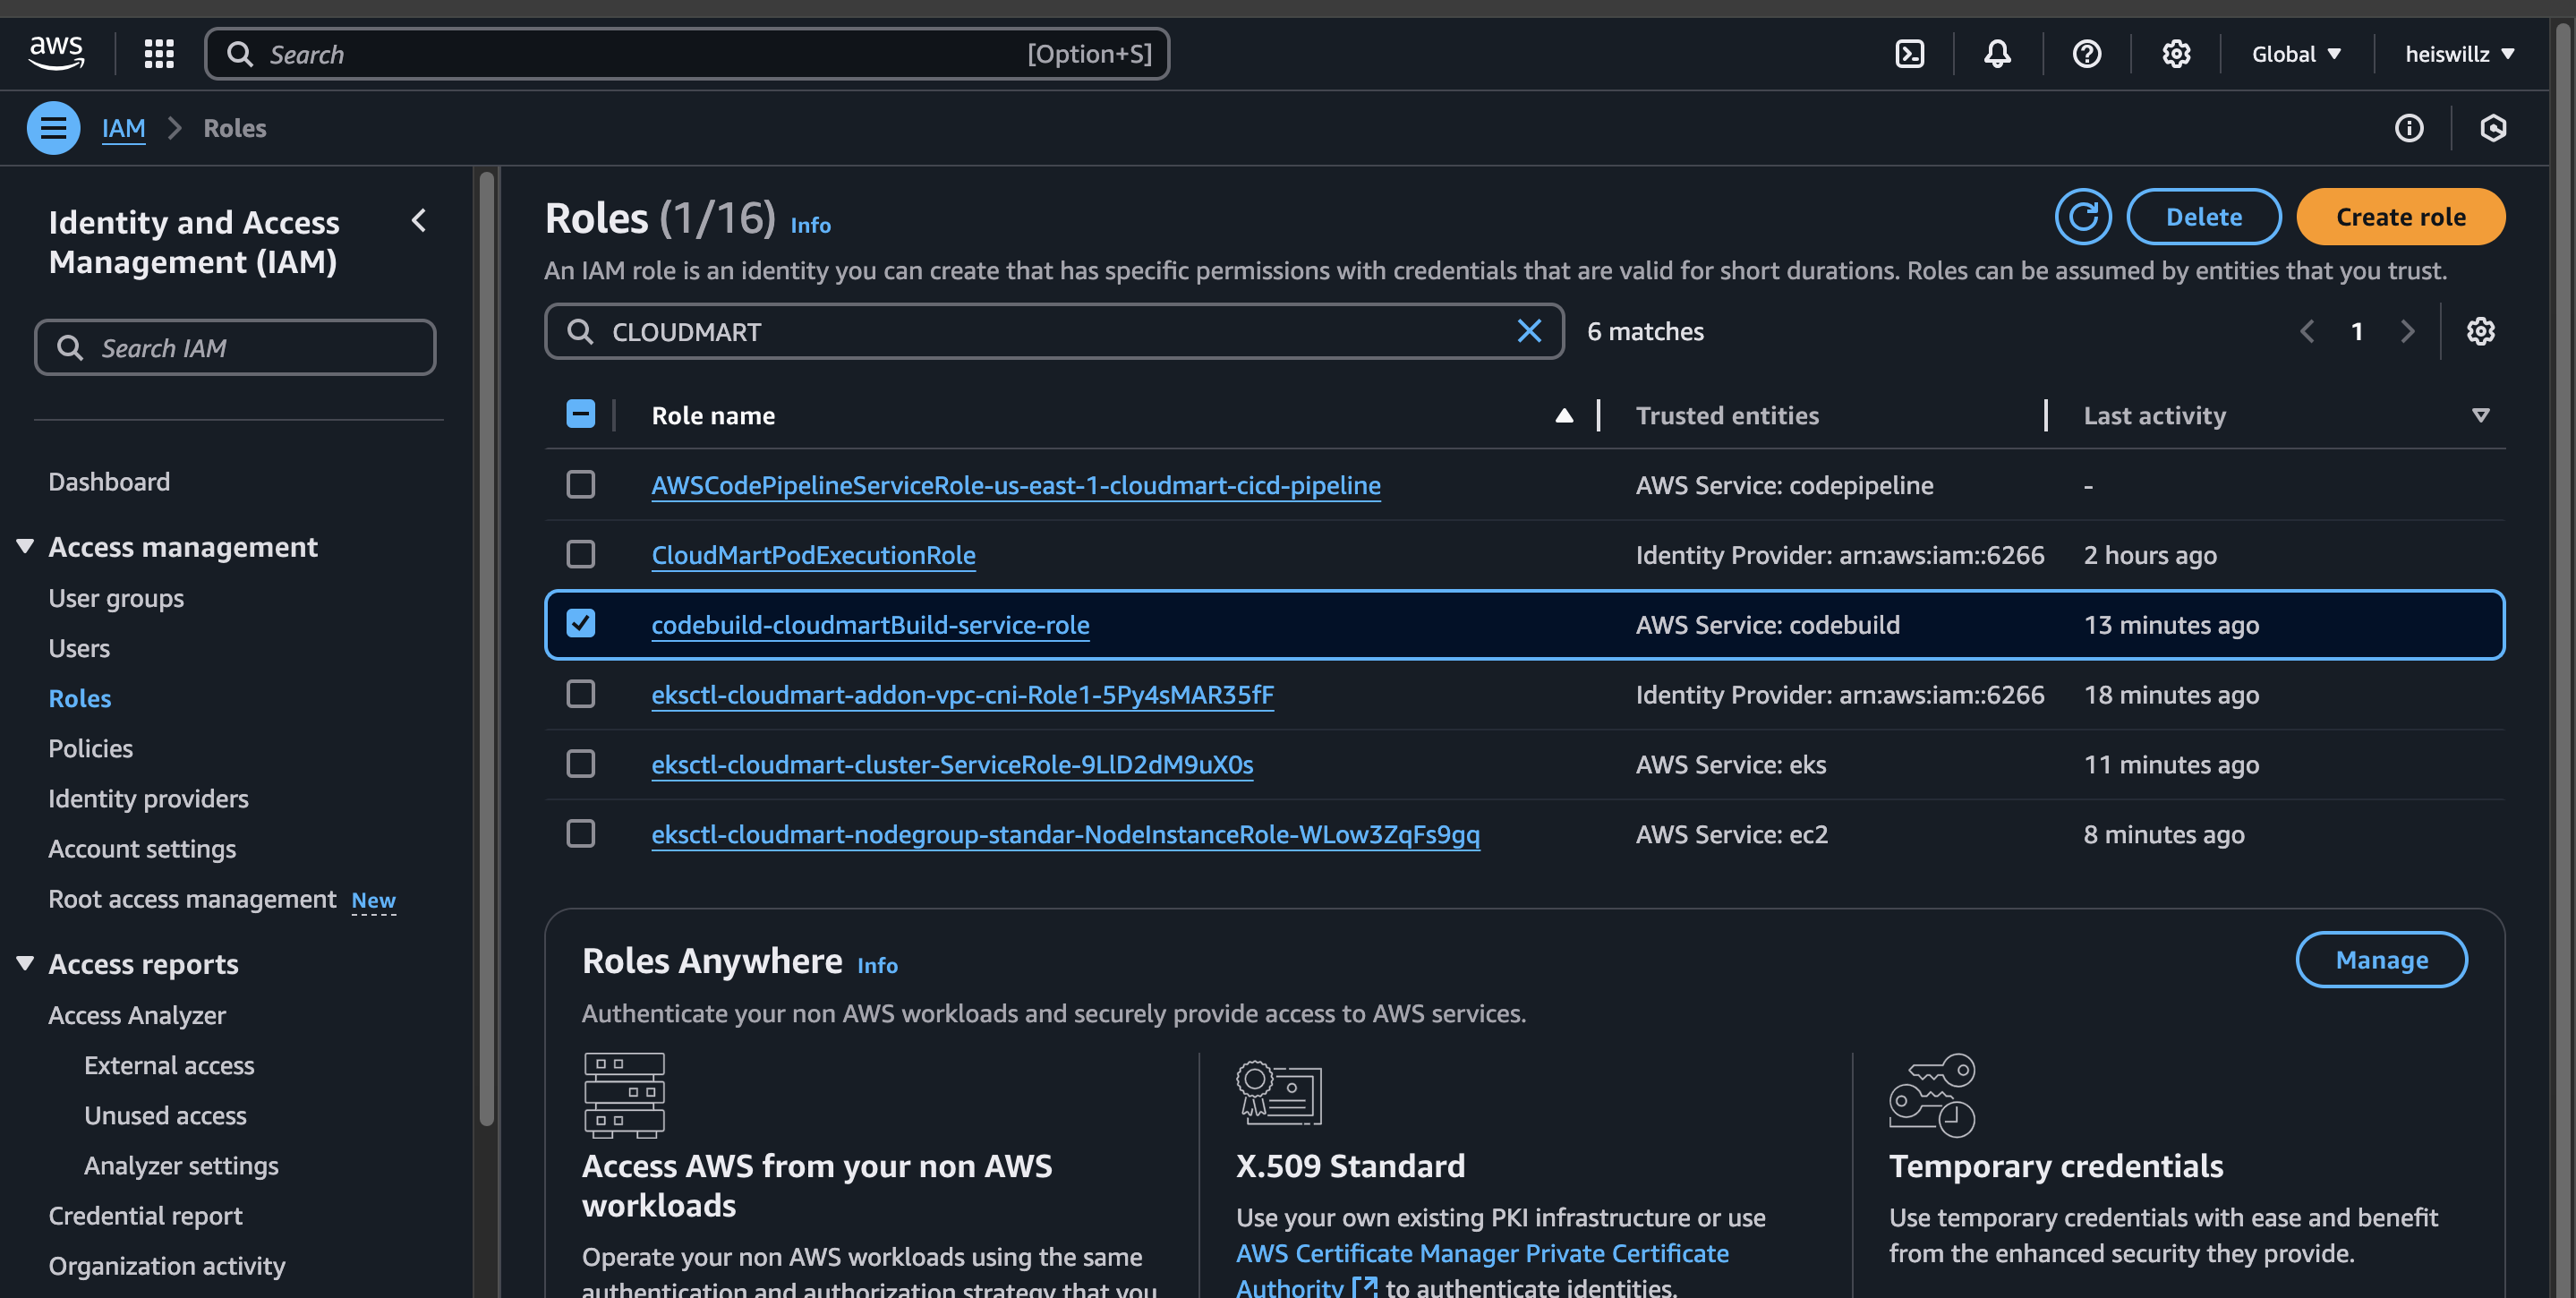 aws
Search
[Option+S]
Global
heiswillz
IAM
Roles
Identity and Access
Management (IAM)
Search IAM
Dashboard
Access management
User groups
Users
Roles
Policies
Identity providers
Account settings
Root access management New
Access reports
Access Analyzer
External access
Unused access
Analyzer settings
Credential report
Organization activity
Roles (1/16) Info
Delete
Create role
An IAM role is an identity you can create that has specific permissions with credentials that are valid for short durations. Roles can be assumed by entities that you trust.
CLOUDMART
6 matches
1
Role name Trusted entities Last activity
AWSCodePipelineServiceRole-us-east-1-cloudmart-cicd-pipeline AWS Service: codepipeline -
CloudMartPodExecutionRole Identity Provider: arn:aws:iam::6266 2 hours ago
codebuild-cloudmartBuild-service-role AWS Service: codebuild 13 minutes ago
eksctl-cloudmart-addon-vpc-cni-Role1-5Py4sMAR35fF Identity Provider: arn:aws:iam::6266 18 minutes ago
eksctl-cloudmart-cluster-ServiceRole-9LlD2dM9uX0s AWS Service: eks 11 minutes ago
eksctl-cloudmart-nodegroup-standar-NodeInstanceRole-WLow3ZqFs9gq AWS Service: ec2 8 minutes ago
Roles Anywhere Info
Manage
Authenticate your non AWS workloads and securely provide access to AWS services.
Access AWS from your non AWS
workloads
Operate your non AWS workloads using the same
authentication and authorization strategy that you
X.509 Standard
Use your own existing PKI infrastructure or use
AWS Certificate Manager Private Certificate
Authority to authenticate identities.
Temporary credentials
Use temporary credentials with ease and benefit
from the enhanced security they provide.